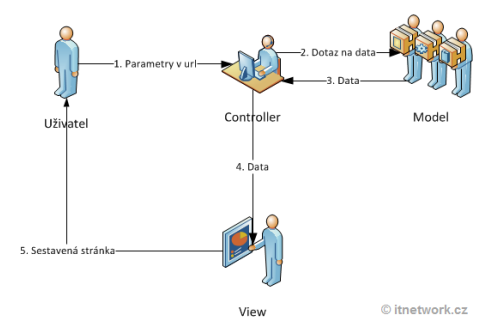 1. Parametry v url
2. Dotaz na data
3. Data
Uživatel
Controller
Model
4. Data
5. Sestavená stránka
View
© itnetwork.cz